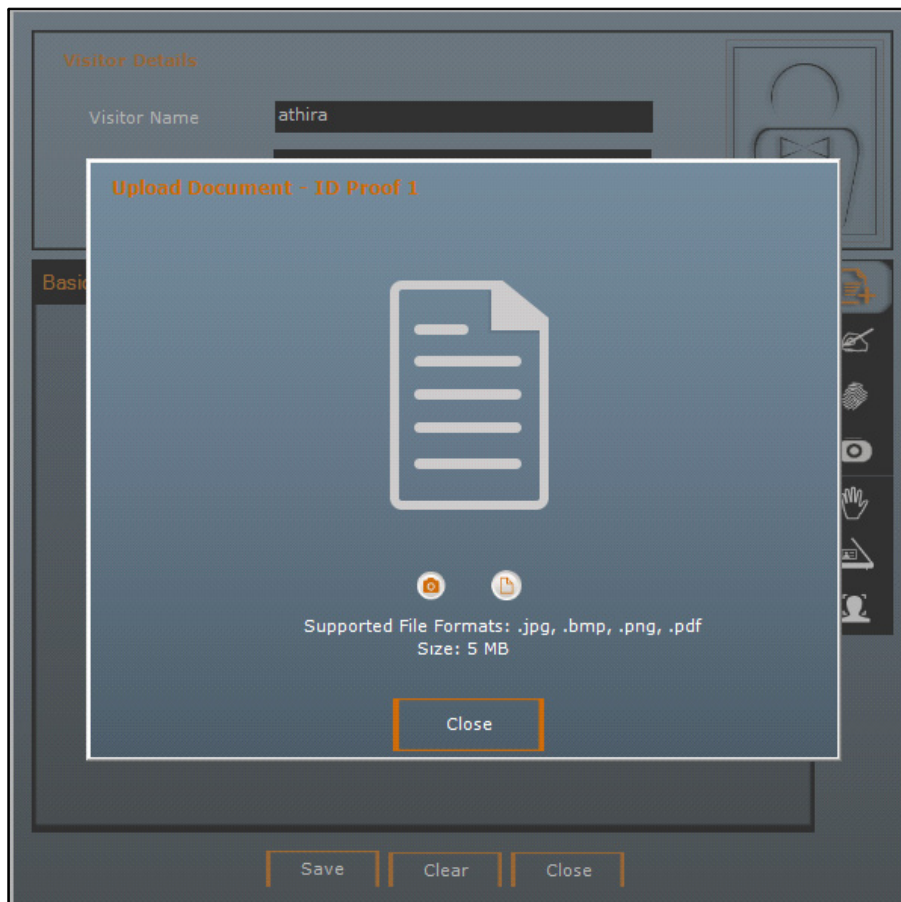 Visitor Details
Visitor Name
athira
Upload Document - ID Proof 1
Basic
Supported File Formats: .jpg, .bmp, .png, .pdf
Size: 5 MB
Close
Save
Clear
Close